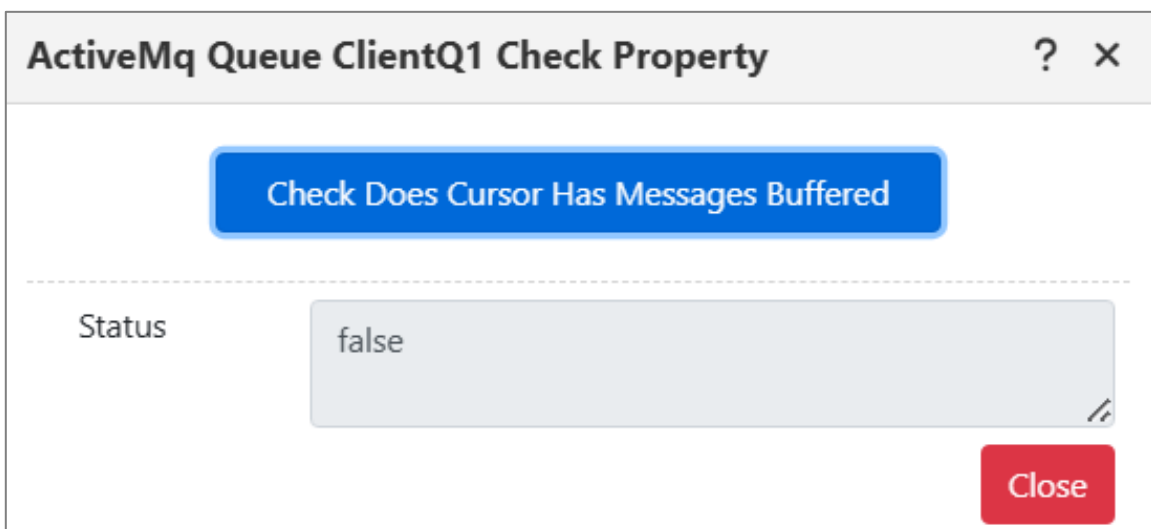 ActiveMq Queue ClientQ1 Check Property ? ×
Check Does Cursor Has Messages Buffered
Status
false
Close